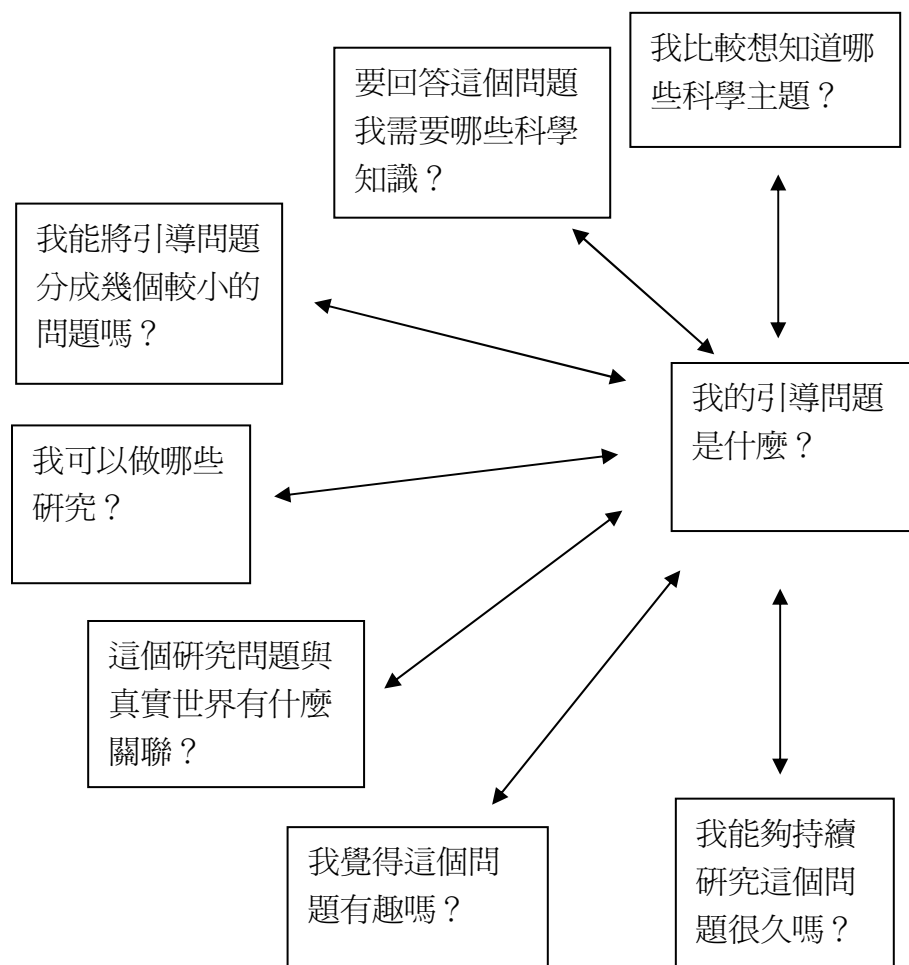 我比較想知道哪
些科學主題？
要回答這個問題
我需要哪些科學
知識？
我能將引導問題
分成幾個較小的
問題嗎？
我的引導問題
是什麼？
我可以做哪些
研究？
這個研究問題與
真實世界有什麼
關聯？
我覺得這個問
題有趣嗎？
我能夠持續
研究這個問
題很久嗎？